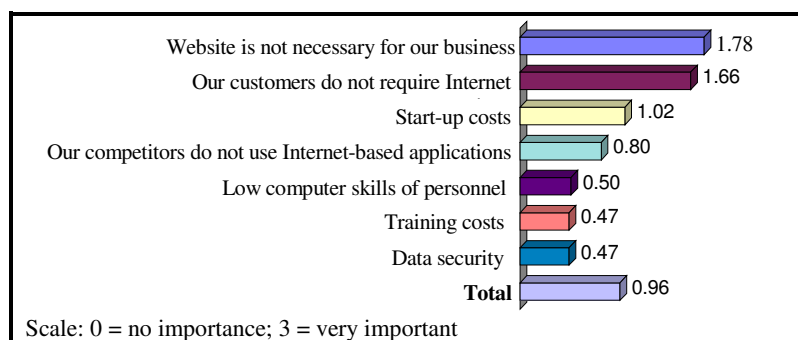 Website is not necessary for our business 1.78
Our customers do not require Internet 1.66
Start-up costs 1.02
Our competitors do not use Internet-based applications 0.80
Low computer skills of personnel 0.50
Training costs 0.47
Data security 0.47
Total 0.96
Scale: 0 = no importance; 3 = very important